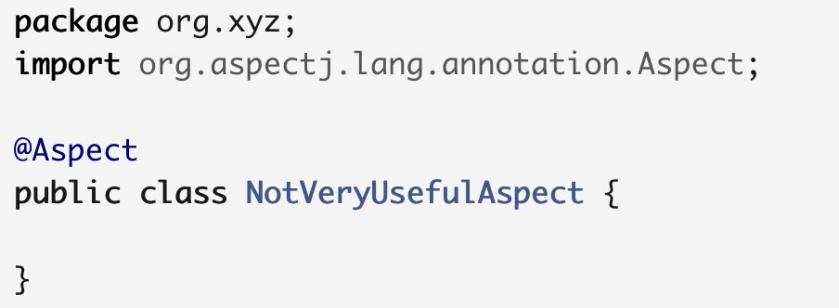 package org.xyz;
import org.aspectj.lang.annotation.Aspect;
@Aspect
public class NotVeryUsefulAspect {
}